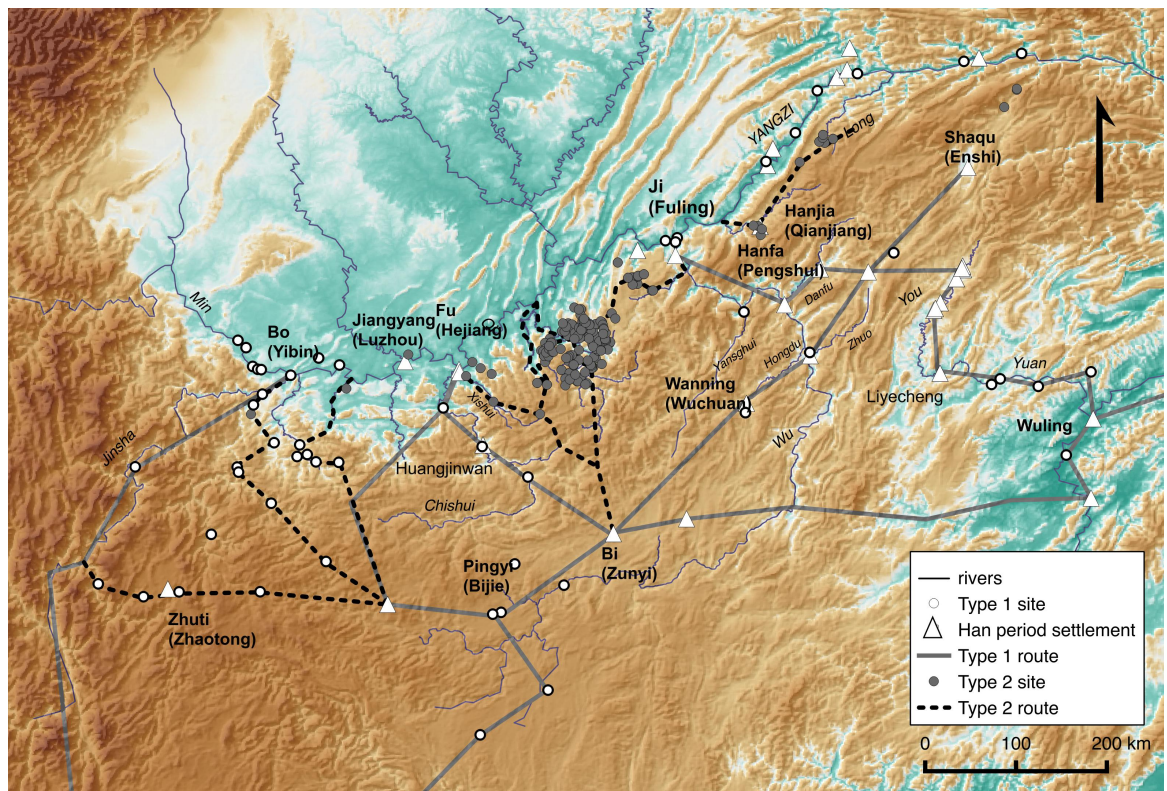 YANGZI
Long
Shaqu
(Enshi)
Ji
(Fuling)
Hanjia
(Qianjiang)
Hanfa
(Pengshui)
Danfu
You
Min
Bo
(Yibin)
Jiangyang
(Luzhou)
Fu
(Hejiang)
Yansghui
Hongdu
Zhuo
Yuan
Wanning
(Wuchuan)
Liyecheng
Xishui
Wuling
Jinsha
Huangjinwan
Wu
Chishui
Bi
(Zunyi)
Pingyi
(Bijie)
Zhuti
(Zhaotong)
rivers
Type 1 site
Han period settlement
Type 1 route
Type 2 site
Type 2 route
0 100 200 km